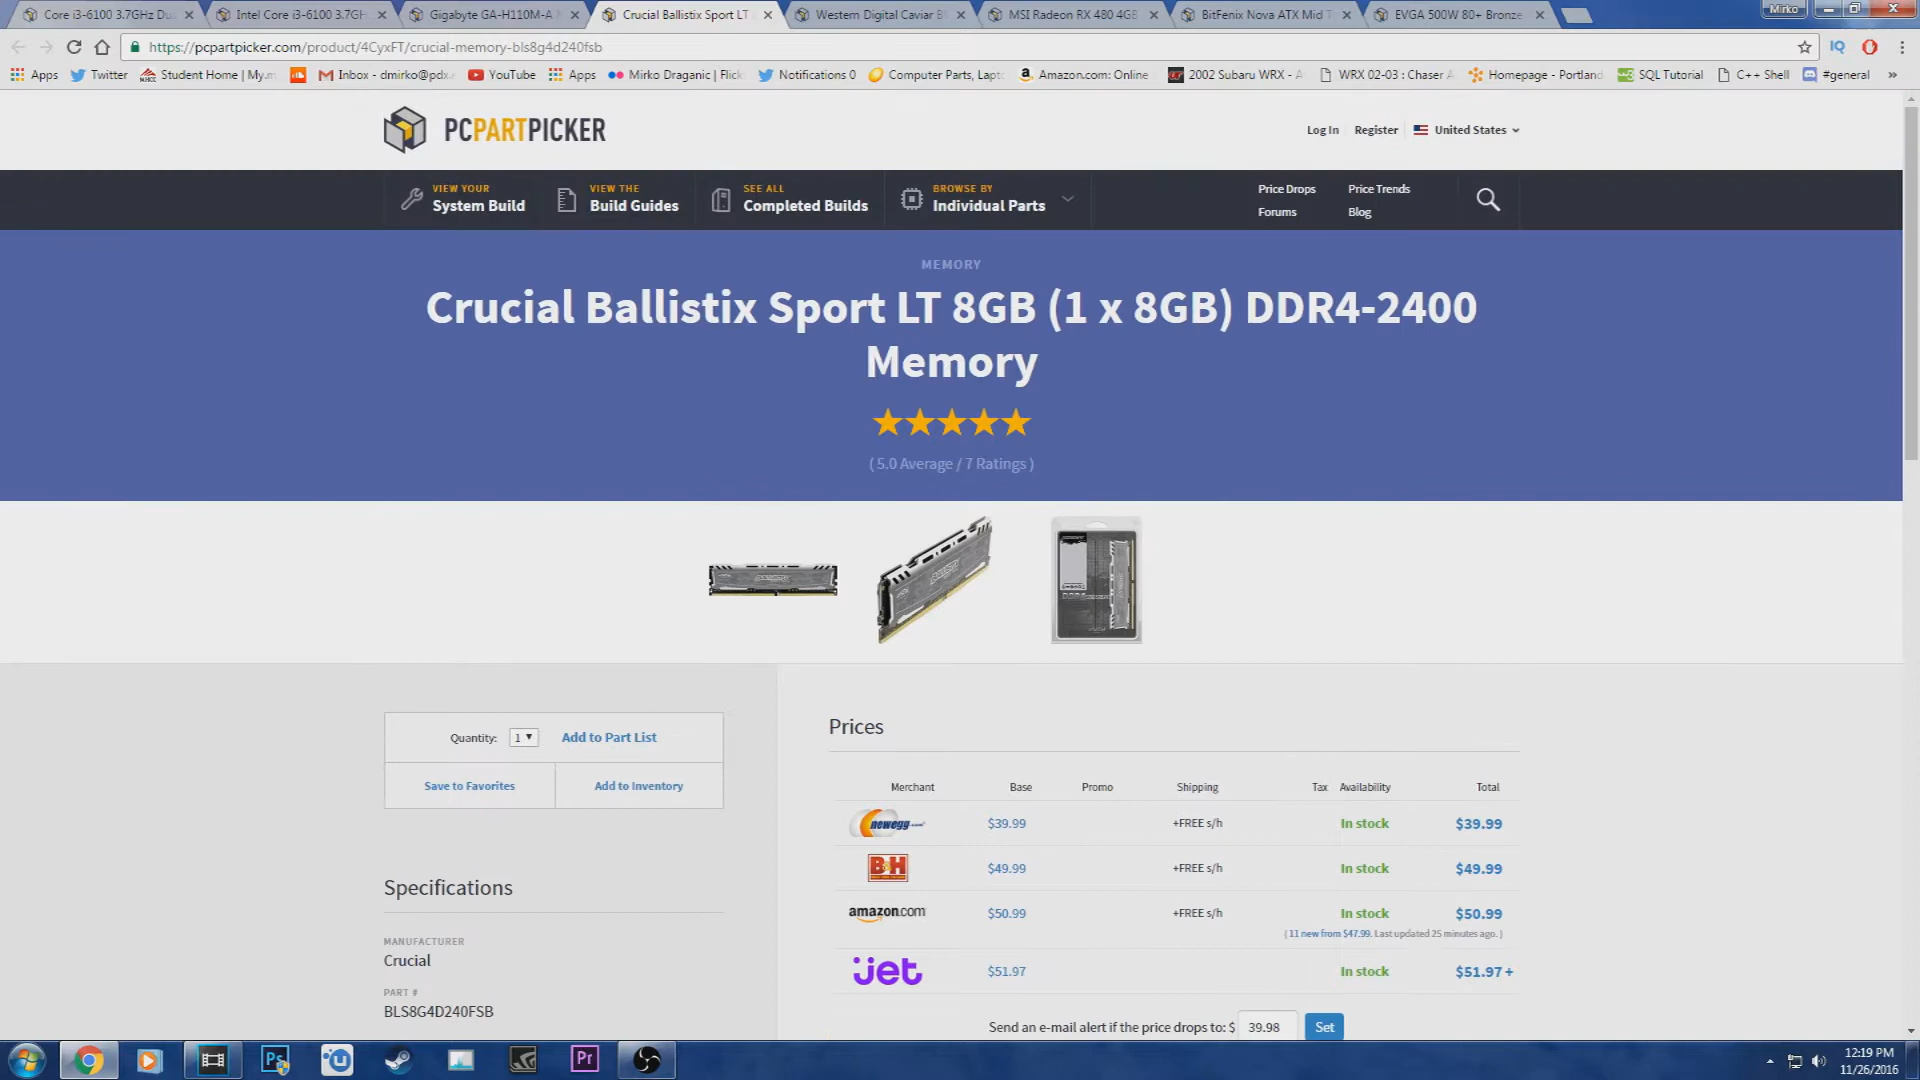 Core i3-6100 3.7GHz Du
Intel Core i3-6100 3.7GH
Gigabyte GA-H110M-A
Crucial Ballistix Sport LT
Western Digital Caviar B
MSI Radeon RX 480 4GB
BitFenix Nova ATX Mid T
EVGA 500W 80+ Bronze
Mirko
https://pcpartpicker.com/product/4CyxFT/crucial-memory-bls8g4d240fsb
Apps
Twitter
Student Home | My.m
Inbox - dmirko@pdx.
YouTube
Apps
Mirko Draganic | Flick
Notifications 0
Computer Parts, Lapt
Amazon.com: Online
2002 Subaru WRX - A
WRX 02-03 : Chaser A
Homepage - Portland
SQL Tutorial
C++ Shell
#general
»
PCPARTPICKER
Log In
Register
United States
VIEW YOUR
System Build
VIEW THE
Build Guides
SEE ALL
Completed Builds
BROWSE BY
Individual Parts
Price Drops
Price Trends
Forums
Blog
MEMORY
Crucial Ballistix Sport LT 8GB (1 x 8GB) DDR4-2400
Memory
( 5.0 Average / 7 Ratings )
Quantity: 1
Add to Part List
Save to Favorites
Add to Inventory
Specifications
MANUFACTURER
Crucial
PART #
BLS8G4D240FSB
Prices
Merchant Base Promo Shipping Tax Availability Total
newegg.com $39.99 +FREE s/h In stock $39.99
B&H $49.99 +FREE s/h In stock $49.99
amazon.com $50.99 +FREE s/h In stock $50.99
( 11 new from $47.99. Last updated 25 minutes ago. )
jet $51.97 In stock $51.97 +
Send an e-mail alert if the price drops to: $ 39.98 Set
12:19 PM
11/26/2016